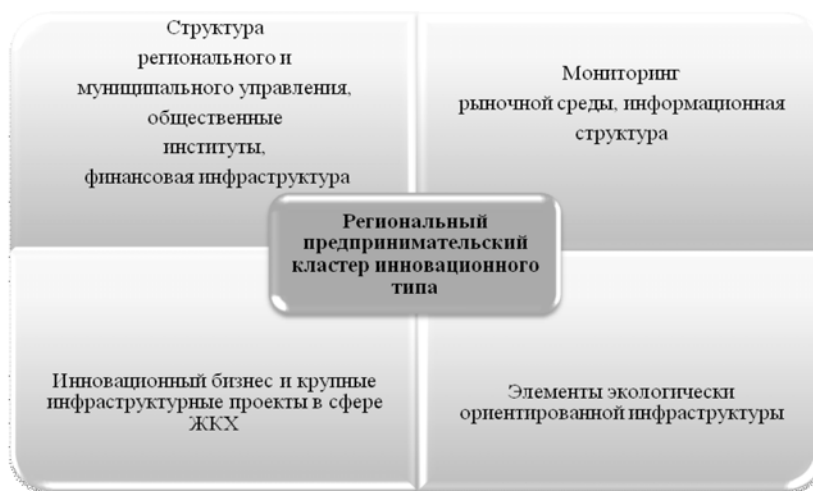 Структура
регионального и
муниципального управления,
общественные
институты,
финансовая инфраструктура
Мониторинг
рыночной среды, информационная
структура
Региональный
предпринимательский
кластер инновационного
типа
Инновационный бизнес и крупные
инфраструктурные проекты в сфере
ЖКХ
Элементы экологически
ориентированной инфраструктуры